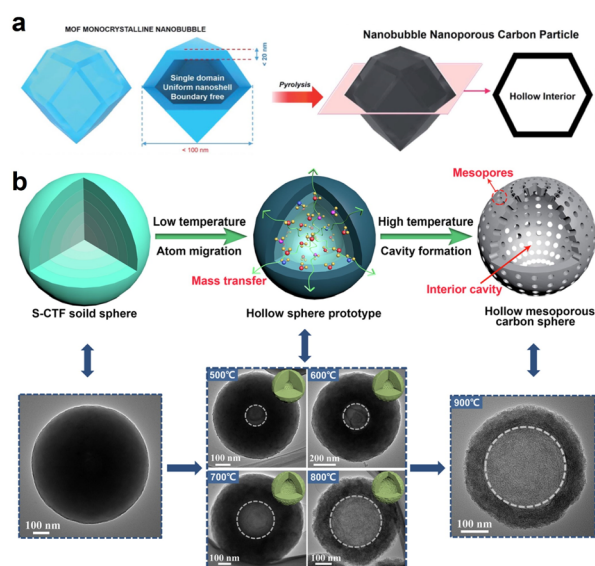 a
MOF MONOCRYSTALLINE NANOBUBBLE
< 20 nm
Single domain
Uniform nanoshell
Boundary free
< 100 nm
Pyrolysis
Nanobubble Nanoporous Carbon Particle
Hollow Interior
b
Low temperature
Atom migration
Mass transfer
High temperature
Cavity formation
Mesopores
Interior cavity
S-CTF soild sphere
Hollow sphere prototype
Hollow mesoporous
carbon sphere
100 nm
500℃
100 nm
600℃
200 nm
700℃
100 nm
800℃
100 nm
900℃
100 nm